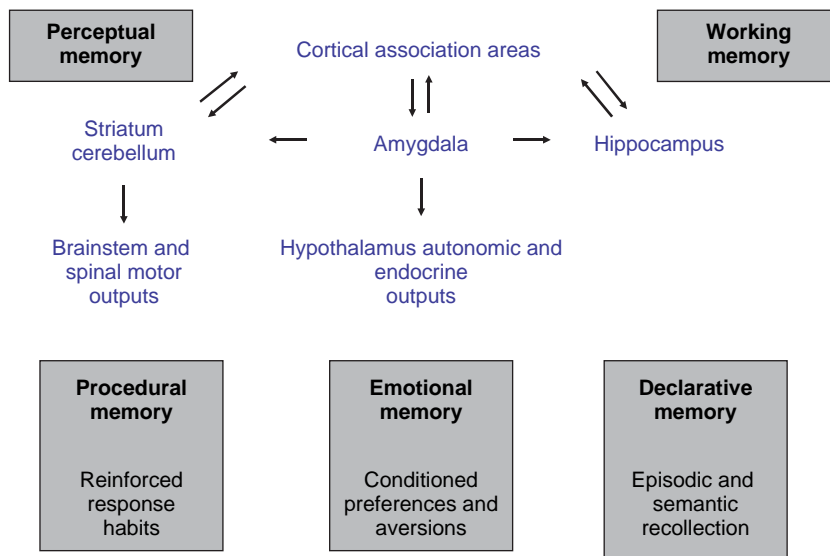 Perceptual
memory
Cortical association areas
Working
memory
Striatum
cerebellum
Amygdala
Hippocampus
Brainstem and
spinal motor
outputs
Hypothalamus autonomic and
endocrine
outputs
Procedural
memory
Reinforced
response
habits
Emotional
memory
Conditioned
preferences and
aversions
Declarative
memory
Episodic and
semantic
recollection